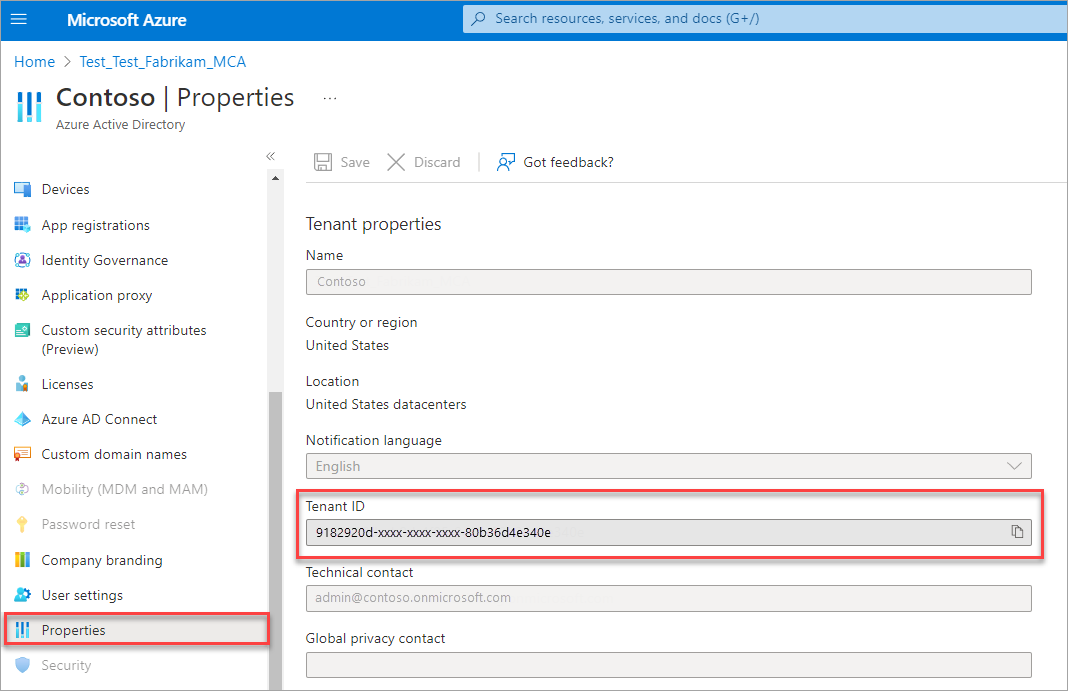 Microsoft Azure
Search resources, services, and docs (G+/)
Home > Test_Test_Fabrikam_MCA
Contoso | Properties ...
Azure Active Directory
«
Devices
App registrations
Identity Governance
Application proxy
Custom security attributes
(Preview)
Licenses
Azure AD Connect
Custom domain names
Mobility (MDM and MAM)
Password reset
Company branding
User settings
Properties
Security
Save
Discard
Got feedback?
Tenant properties
Name
Contoso
Country or region
United States
Location
United States datacenters
Notification language
English
Tenant ID
9182920d-xxxx-xxxx-xxxx-80b36d4e340e
Technical contact
admin@contoso.onmicrosoft.com
Global privacy contact